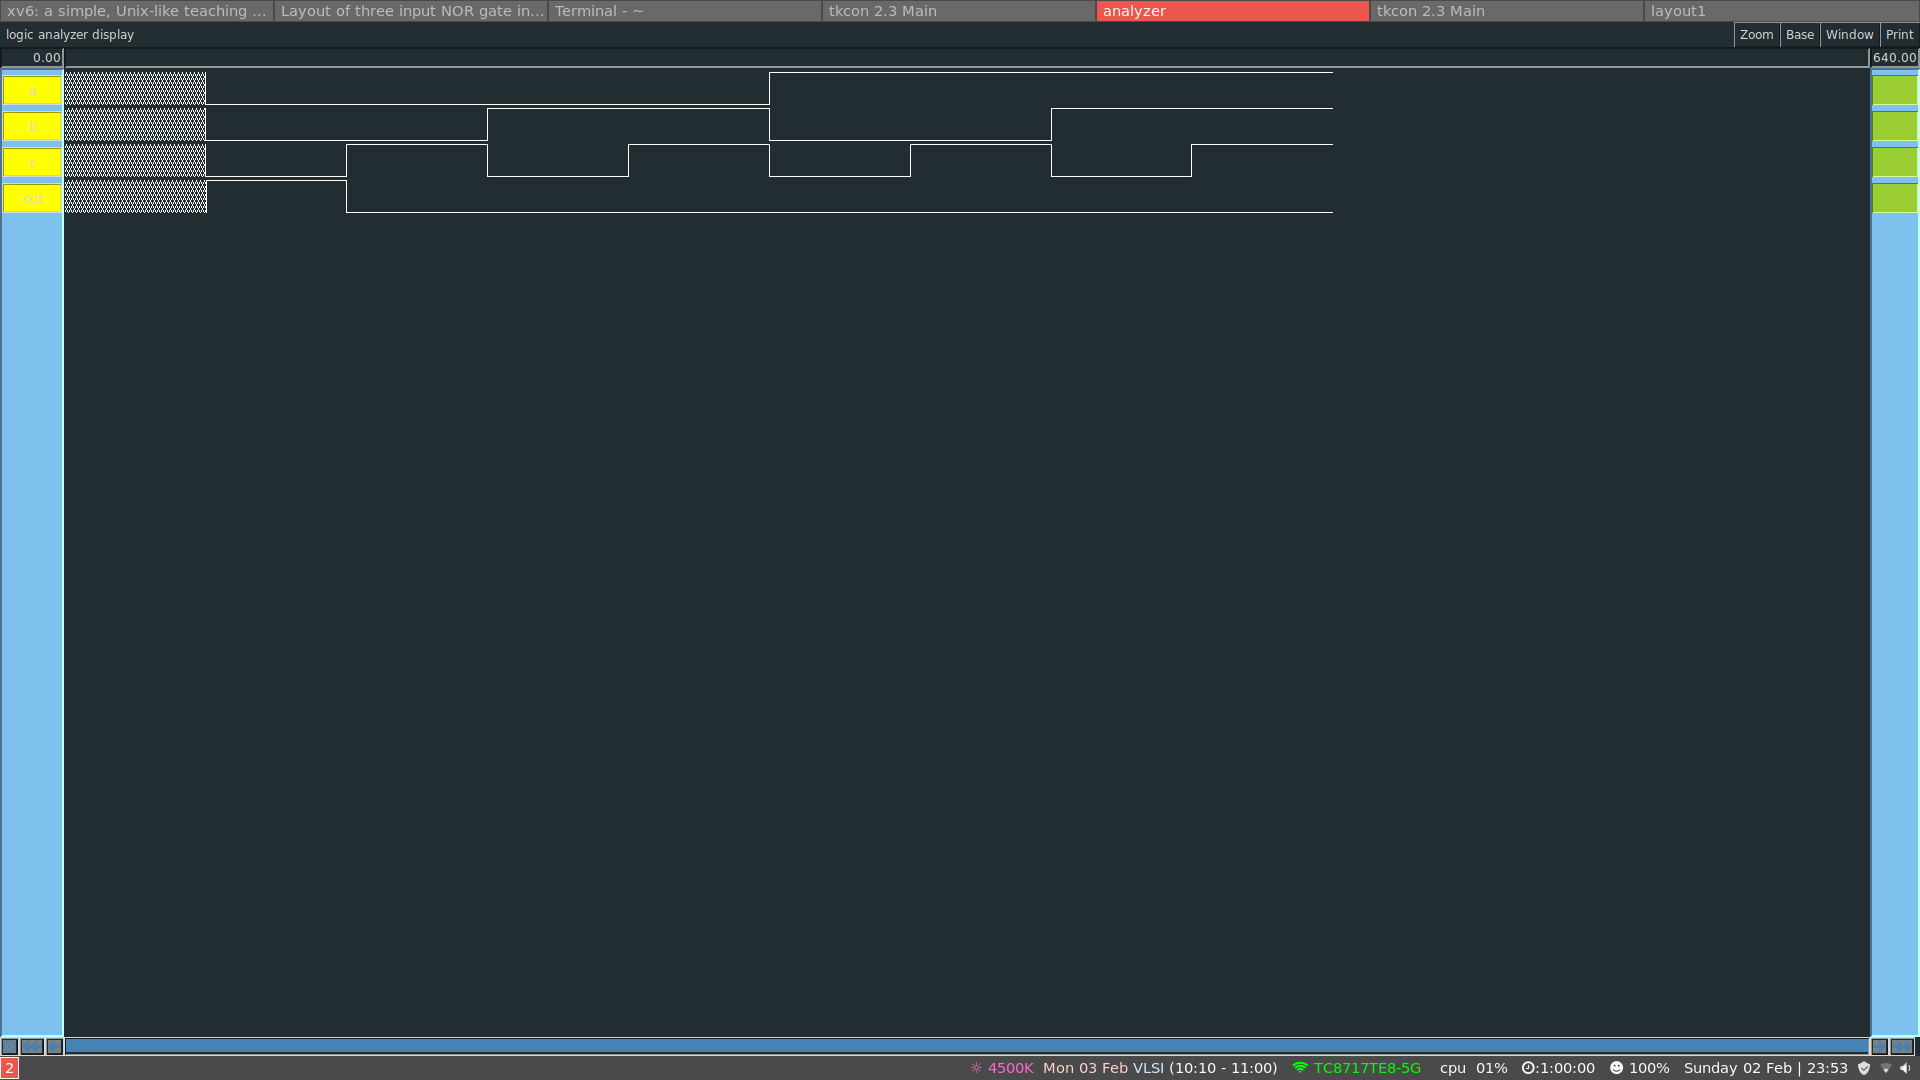 xv6: a simple, Unix-like teaching ... Layout of three input NOR gate in... Terminal - ~ tkcon 2.3 Main analyzer tkcon 2.3 Main layout1
logic analyzer display Zoom Base Window Print
0.00 640.00
a
b
c
out
2 4500K Mon 03 Feb VLSI (10:10 - 11:00) TC8717TE8-5G cpu 01% :1:00:00 100% Sunday 02 Feb | 23:53